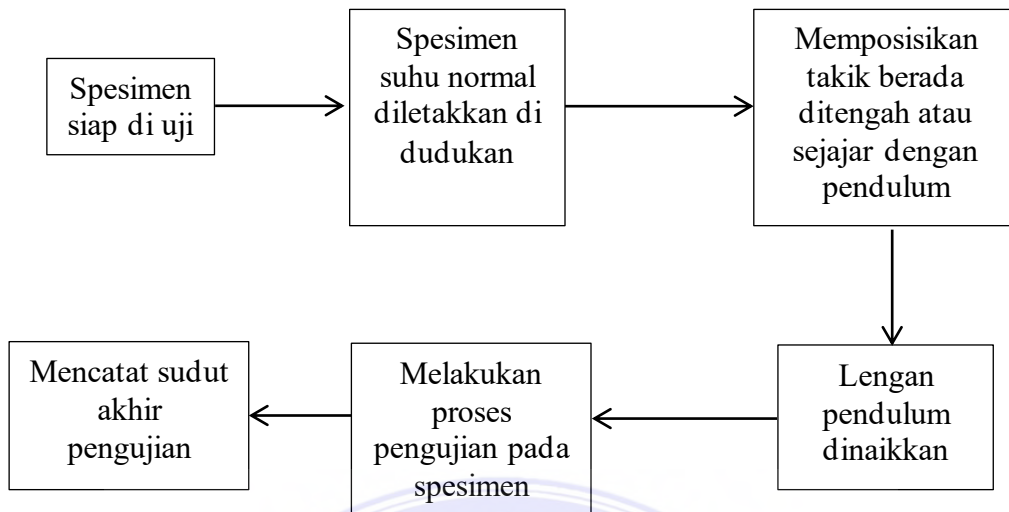 Spesimen
siap di uji
Spesimen
suhu normal
diletakkan di
dudukan
Memposisikan
takik berada
ditengah atau
sejajar dengan
pendulum
Lengan
pendulum
dinaikkan
Melakukan
proses
pengujian pada
spesimen
Mencatat sudut
akhir
pengujian